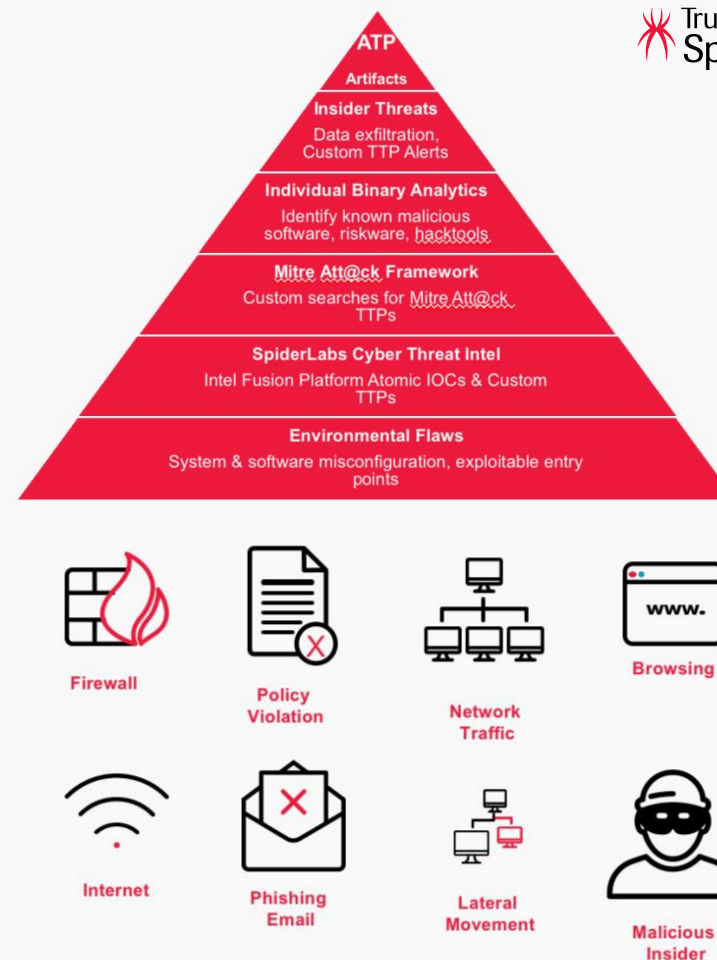 Tru
Sp
ATP
Artifacts
Insider Threats
Data exfiltration,
Custom TTP Alerts
Individual Binary Analytics
Identify known malicious
software, riskware, hacktools
Mitre Att@ck Framework
Custom searches for Mitre Att@ck
TTPs
SpiderLabs Cyber Threat Intel
Intel Fusion Platform Atomic IOCs & Custom
TTPs
Environmental Flaws
System & software misconfiguration, exploitable entry
points
www.
Firewall
Policy
Violation
Network
Traffic
Browsing
Internet
Phishing
Email
Lateral
Movement
Malicious
Insider